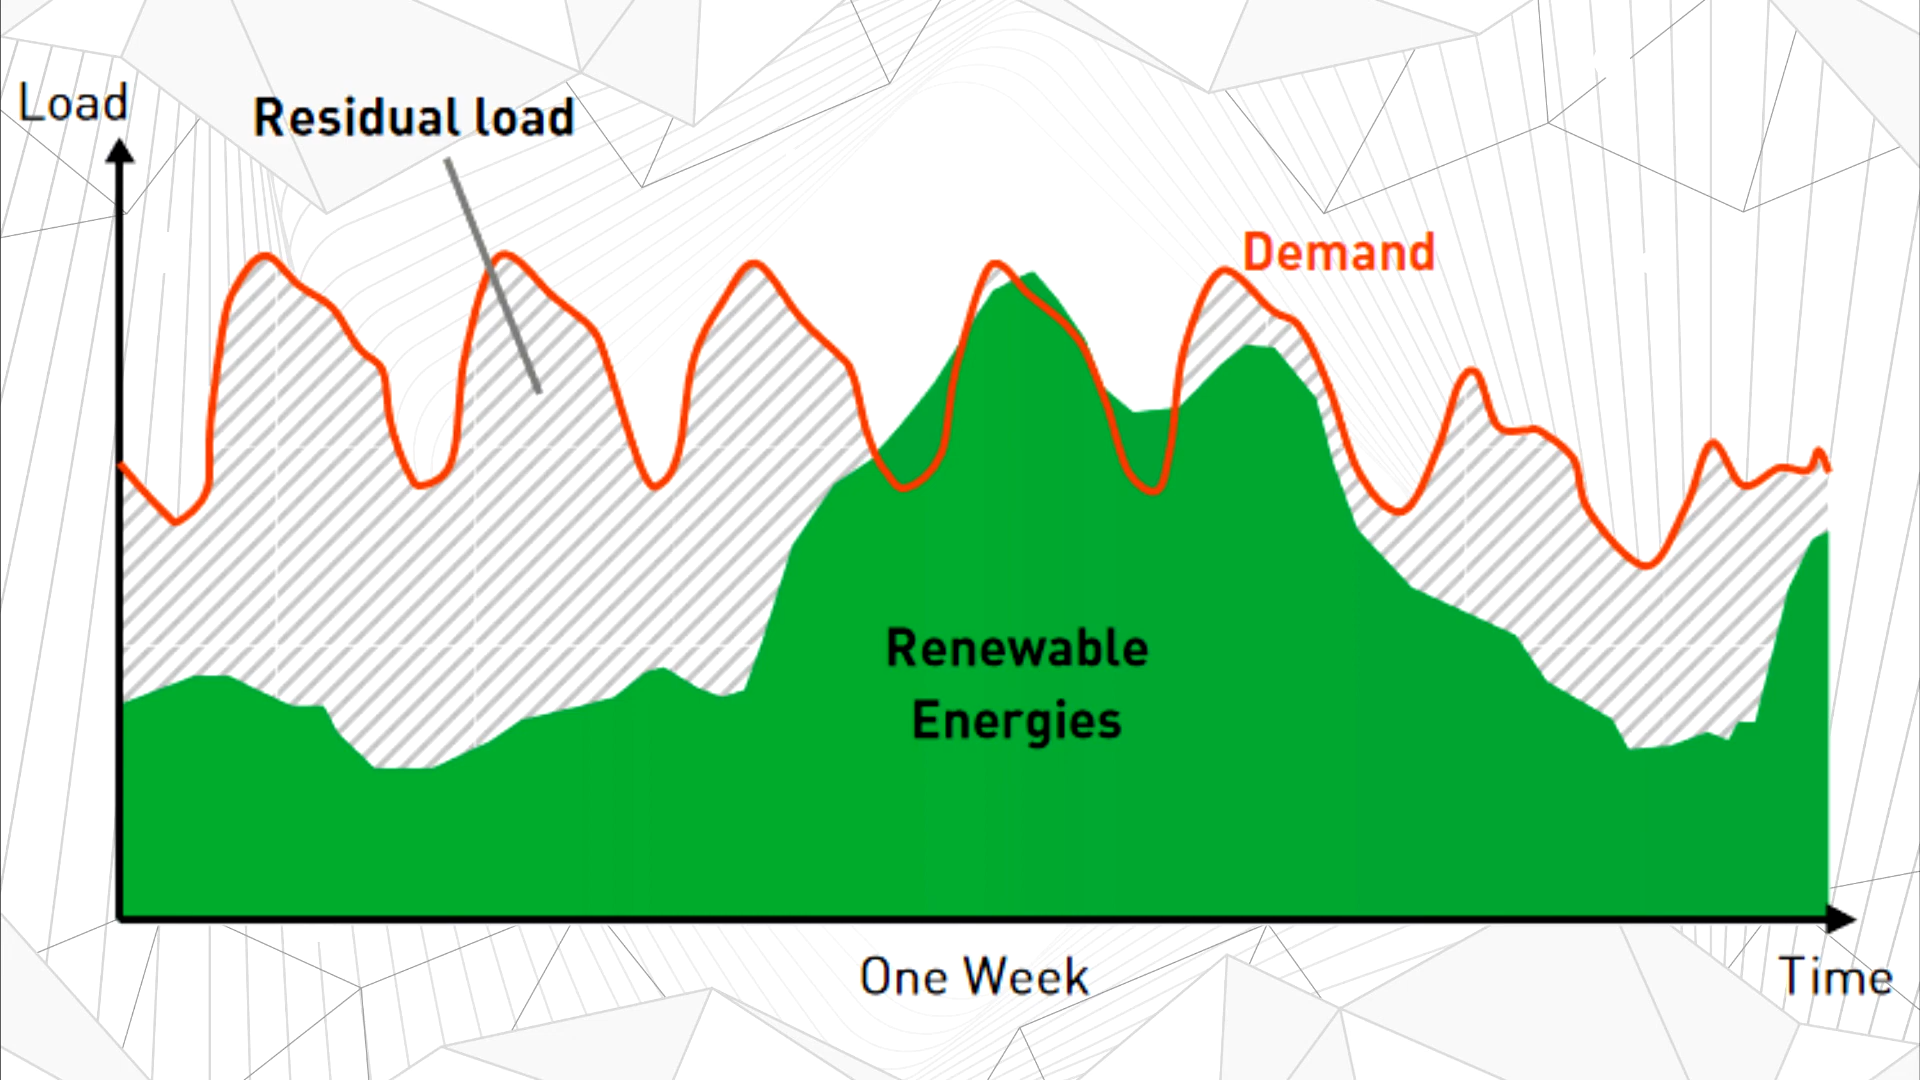 Load
Residual load
Demand
Renewable
Energies
One Week
Time